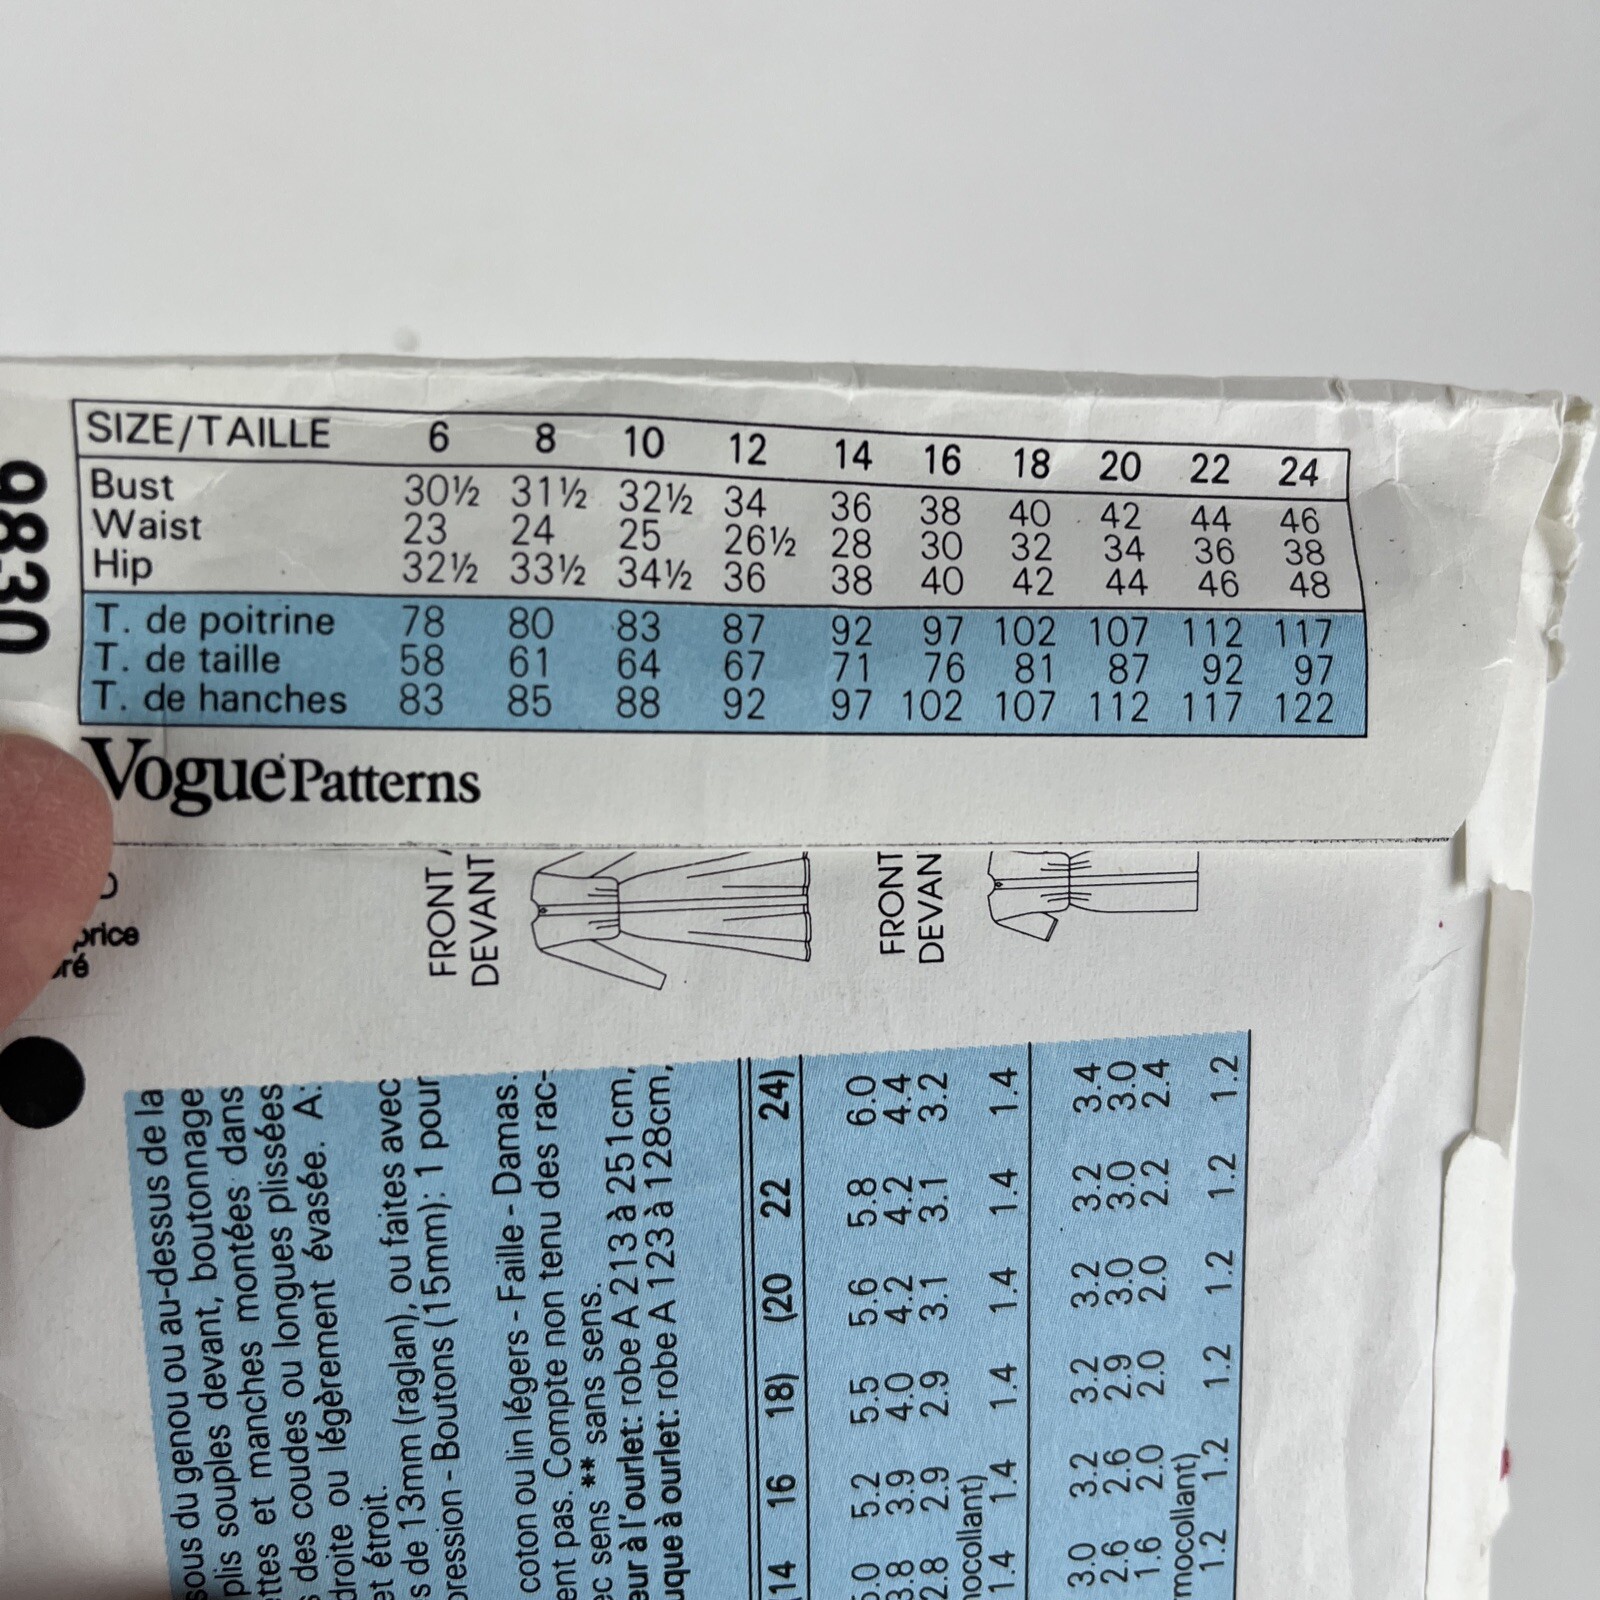 9830
SIZE/TAILLE 6 8 10 12 14 16 18 20 22 24
Bust 30½ 31½ 32½ 34 36 38 40 42 44 46
Waist 23 24 25 26½ 28 30 32 34 36 38
Hip 32½ 33½ 34½ 36 38 40 42 44 46 48
T. de poitrine 78 80 83 87 92 97 102 107 112 117
T. de taille 58 61 64 67 71 76 81 87 92 97
T. de hanches 83 85 88 92 97 102 107 112 117 122
Vogue Patterns
price
FRONT /
DEVANT
FRONT
DEVAN
sous du genou ou au-dessus de la
plis souples devant, boutonnage
ettes et manches montées dans
des coudes ou longues plissées
droite ou légèrement évasée. A:
et étroit.
s de 13mm (raglan), ou faites avec
pression - Boutons (15mm): 1 pour
coton ou lin légers - Faille - Damas.
ent pas. Compte non tenu des rac-
ec sens ** sans sens.
eur à l'ourlet: robe A 213 à 251cm,
uque à ourlet: robe A 123 à 128cm,
(14 16 18) (20 22 24)
5.0 5.2 5.5 5.6 5.8 6.0
3.8 3.9 4.0 4.2 4.2 4.4
2.8 2.9 2.9 3.1 3.1 3.2
mocollant)
1.4 1.4 1.4 1.4 1.4 1.4
3.0 3.2 3.2 3.2 3.2 3.4
2.6 2.6 2.9 3.0 3.0 3.0
1.6 2.0 2.0 2.0 2.2 2.4
mocollant)
1.2 1.2 1.2 1.2 1.2 1.2